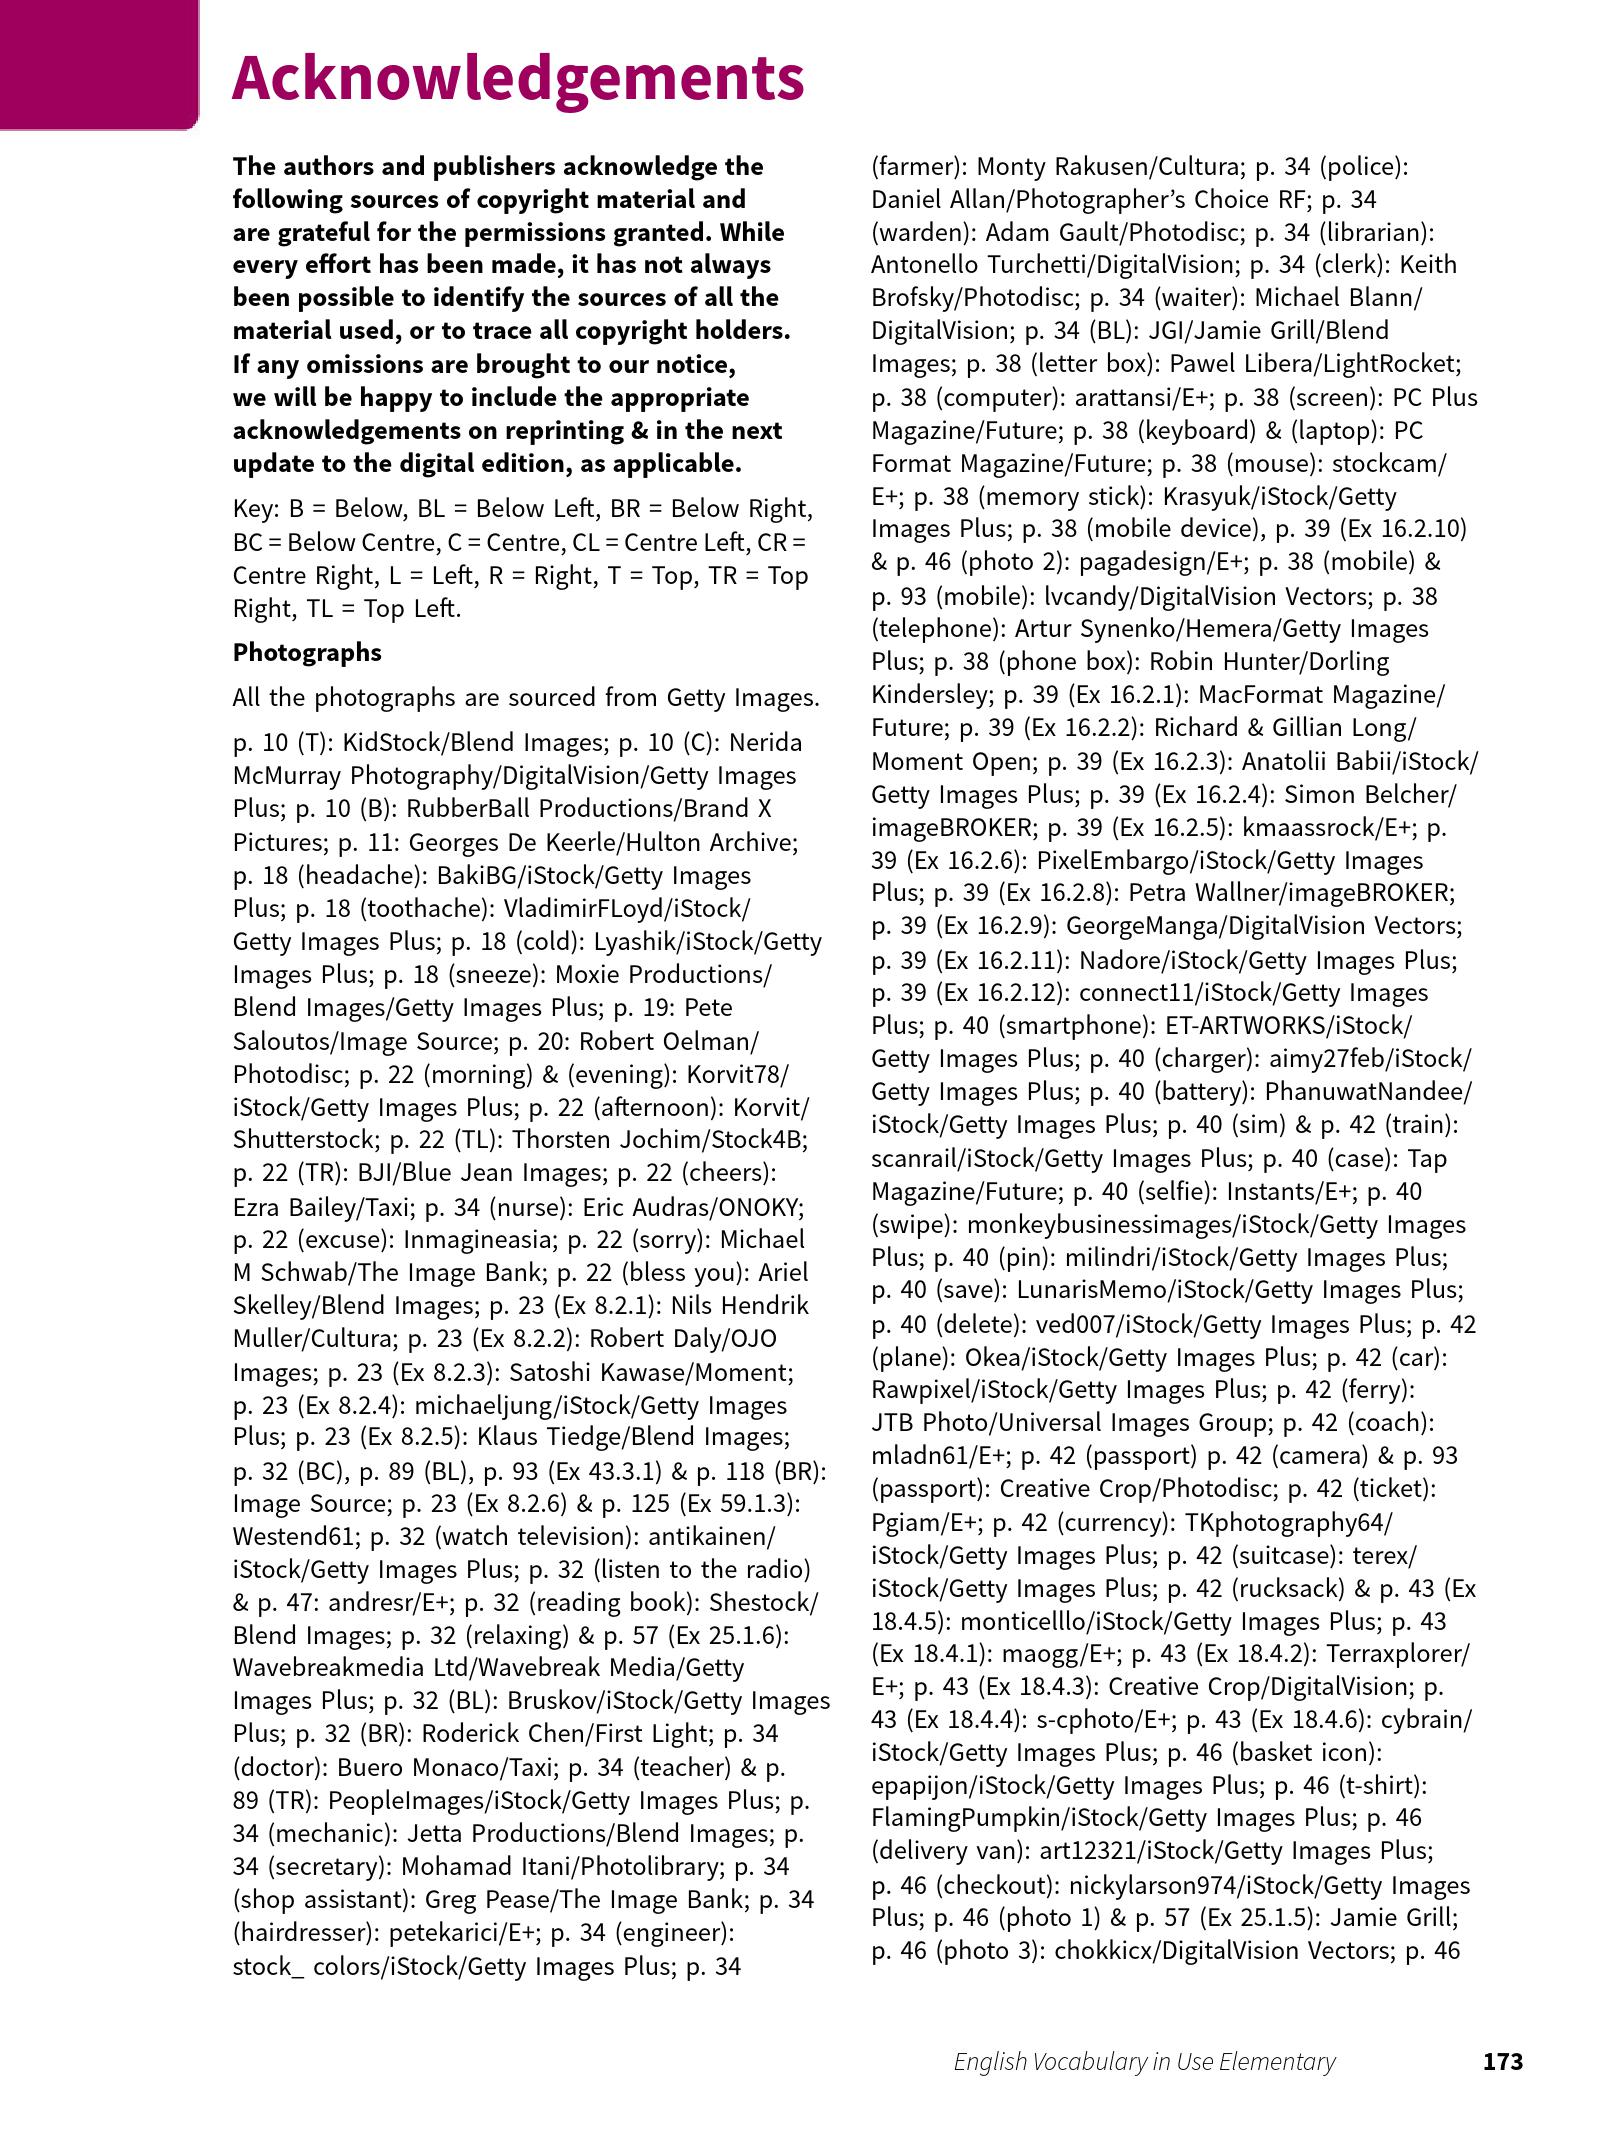 Acknowledgements
The authors and publishers acknowledge the
following sources of copyright material and
are grateful for the permissions granted. While
every effort has been made, it has not always
been possible to identify the sources of all the
material used, or to trace all copyright holders.
If any omissions are brought to our notice,
we will be happy to include the appropriate
acknowledgements on reprinting & in the next
update to the digital edition, as applicable.
Key: B = Below, BL = Below Left, BR = Below Right,
BC = Below Centre, C = Centre, CL = Centre Left, CR =
Centre Right, L = Left, R = Right, T = Top, TR = Top
Right, TL = Top Left.
Photographs
All the photographs are sourced from Getty Images.
p. 10 (T): KidStock/Blend Images; p. 10 (C): Nerida
McMurray Photography/DigitalVision/Getty Images
Plus; p. 10 (B): RubberBall Productions/Brand X
Pictures; p. 11: Georges De Keerle/Hulton Archive;
p. 18 (headache): BakiBG/iStock/Getty Images
Plus; p. 18 (toothache): VladimirFLoyd/iStock/
Getty Images Plus; p. 18 (cold): Lyashik/iStock/Getty
Images Plus; p. 18 (sneeze): Moxie Productions/
Blend Images/Getty Images Plus; p. 19: Pete
Saloutos/Image Source; p. 20: Robert Oelman/
Photodisc; p. 22 (morning) & (evening): Korvit78/
iStock/Getty Images Plus; p. 22 (afternoon): Korvit/
Shutterstock; p. 22 (TL): Thorsten Jochim/Stock4B;
p. 22 (TR): BJI/Blue Jean Images; p. 22 (cheers):
Ezra Bailey/Taxi; p. 34 (nurse): Eric Audras/ONOKY;
p. 22 (excuse): Inmagineasia; p. 22 (sorry): Michael
M Schwab/The Image Bank; p. 22 (bless you): Ariel
Skelley/Blend Images; p. 23 (Ex 8.2.1): Nils Hendrik
Muller/Cultura; p. 23 (Ex 8.2.2): Robert Daly/OJO
Images; p. 23 (Ex 8.2.3): Satoshi Kawase/Moment;
p. 23 (Ex 8.2.4): michaeljung/iStock/Getty Images
Plus; p. 23 (Ex 8.2.5): Klaus Tiedge/Blend Images;
p. 32 (BC), p. 89 (BL), p. 93 (Ex 43.3.1) & p. 118 (BR):
Image Source; p. 23 (Ex 8.2.6) & p. 125 (Ex 59.1.3):
Westend61; p. 32 (watch television): antikainen/
iStock/Getty Images Plus; p. 32 (listen to the radio)
& p. 47: andresr/E+; p. 32 (reading book): Shestock/
Blend Images; p. 32 (relaxing) & p. 57 (Ex 25.1.6):
Wavebreakmedia Ltd/Wavebreak Media/Getty
Images Plus; p. 32 (BL): Bruskov/iStock/Getty Images
Plus; p. 32 (BR): Roderick Chen/First Light; p. 34
(doctor): Buero Monaco/Taxi; p. 34 (teacher) & p.
89 (TR): PeopleImages/iStock/Getty Images Plus; p.
34 (mechanic): Jetta Productions/Blend Images; p.
34 (secretary): Mohamad Itani/Photolibrary; p. 34
(shop assistant): Greg Pease/The Image Bank; p. 34
(hairdresser): petekarici/E+; p. 34 (engineer):
stock_ colors/iStock/Getty Images Plus; p. 34
(farmer): Monty Rakusen/Cultura; p. 34 (police):
Daniel Allan/Photographer’s Choice RF; p. 34
(warden): Adam Gault/Photodisc; p. 34 (librarian):
Antonello Turchetti/DigitalVision; p. 34 (clerk): Keith
Brofsky/Photodisc; p. 34 (waiter): Michael Blann/
DigitalVision; p. 34 (BL): JGI/Jamie Grill/Blend
Images; p. 38 (letter box): Pawel Libera/LightRocket;
p. 38 (computer): arattansi/E+; p. 38 (screen): PC Plus
Magazine/Future; p. 38 (keyboard) & (laptop): PC
Format Magazine/Future; p. 38 (mouse): stockcam/
E+; p. 38 (memory stick): Krasyuk/iStock/Getty
Images Plus; p. 38 (mobile device), p. 39 (Ex 16.2.10)
& p. 46 (photo 2): pagadesign/E+; p. 38 (mobile) &
p. 93 (mobile): lvcandy/DigitalVision Vectors; p. 38
(telephone): Artur Synenko/Hemera/Getty Images
Plus; p. 38 (phone box): Robin Hunter/Dorling
Kindersley; p. 39 (Ex 16.2.1): MacFormat Magazine/
Future; p. 39 (Ex 16.2.2): Richard & Gillian Long/
Moment Open; p. 39 (Ex 16.2.3): Anatolii Babii/iStock/
Getty Images Plus; p. 39 (Ex 16.2.4): Simon Belcher/
imageBROKER; p. 39 (Ex 16.2.5): kmaassrock/E+; p.
39 (Ex 16.2.6): PixelEmbargo/iStock/Getty Images
Plus; p. 39 (Ex 16.2.8): Petra Wallner/imageBROKER;
p. 39 (Ex 16.2.9): GeorgeManga/DigitalVision Vectors;
p. 39 (Ex 16.2.11): Nadore/iStock/Getty Images Plus;
p. 39 (Ex 16.2.12): connect11/iStock/Getty Images
Plus; p. 40 (smartphone): ET-ARTWORKS/iStock/
Getty Images Plus; p. 40 (charger): aimy27feb/iStock/
Getty Images Plus; p. 40 (battery): PhanuwatNandee/
iStock/Getty Images Plus; p. 40 (sim) & p. 42 (train):
scanrail/iStock/Getty Images Plus; p. 40 (case): Tap
Magazine/Future; p. 40 (selfie): Instants/E+; p. 40
(swipe): monkeybusinessimages/iStock/Getty Images
Plus; p. 40 (pin): milindri/iStock/Getty Images Plus;
p. 40 (save): LunarisMemo/iStock/Getty Images Plus;
p. 40 (delete): ved007/iStock/Getty Images Plus; p. 42
(plane): Okea/iStock/Getty Images Plus; p. 42 (car):
Rawpixel/iStock/Getty Images Plus; p. 42 (ferry):
JTB Photo/Universal Images Group; p. 42 (coach):
mladn61/E+; p. 42 (passport) p. 42 (camera) & p. 93
(passport): Creative Crop/Photodisc; p. 42 (ticket):
Pgiam/E+; p. 42 (currency): TKphotography64/
iStock/Getty Images Plus; p. 42 (suitcase): terex/
iStock/Getty Images Plus; p. 42 (rucksack) & p. 43 (Ex
18.4.5): monticelllo/iStock/Getty Images Plus; p. 43
(Ex 18.4.1): maogg/E+; p. 43 (Ex 18.4.2): Terraxplorer/
E+; p. 43 (Ex 18.4.3): Creative Crop/DigitalVision; p.
43 (Ex 18.4.4): s-cphoto/E+; p. 43 (Ex 18.4.6): cybrain/
iStock/Getty Images Plus; p. 46 (basket icon):
epapijon/iStock/Getty Images Plus; p. 46 (t-shirt):
FlamingPumpkin/iStock/Getty Images Plus; p. 46
(delivery van): art12321/iStock/Getty Images Plus;
p. 46 (checkout): nickylarson974/iStock/Getty Images
Plus; p. 46 (photo 1) & p. 57 (Ex 25.1.5): Jamie Grill;
p. 46 (photo 3): chokkicx/DigitalVision Vectors; p. 46
English Vocabulary in Use Elementary 173